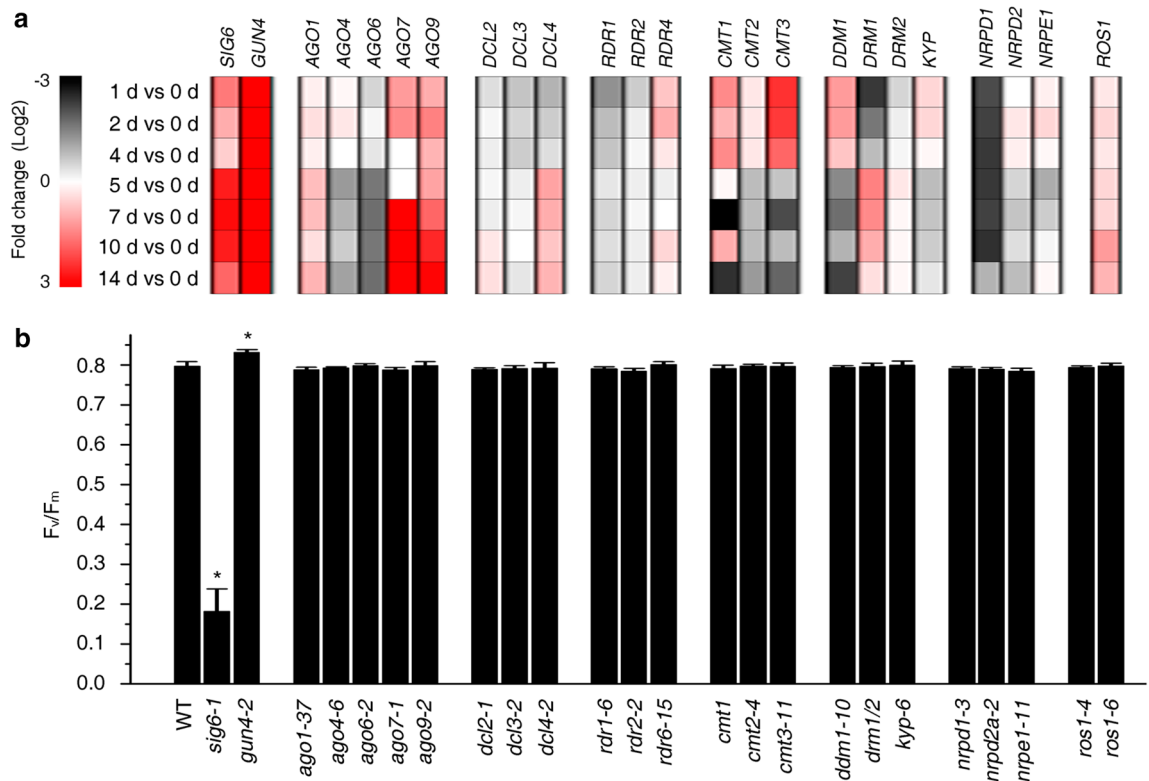 a
SIG6 GUN4 AGO1 AGO4 AGO6 AGO7 AGO9 DCL2 DCL3 DCL4 RDR1 RDR2 RDR4 CMT1 CMT2 CMT3 DDM1 DRM1 DRM2 KYP NRPD1 NRPD2 NRPE1 ROS1
Fold change (Log2)
-3
0
3
1 d vs 0 d
2 d vs 0 d
4 d vs 0 d
5 d vs 0 d
7 d vs 0 d
10 d vs 0 d
14 d vs 0 d
b
Fv/Fm
0.8
0.7
0.6
0.5
0.4
0.3
0.2
0.1
0.0
*
*
WT sig6-1 gun4-2 ago1-37 ago4-6 ago6-2 ago7-1 ago9-2 dcl2-1 dcl3-2 dcl4-2 rdr1-6 rdr2-2 rdr6-15 cmt1 cmt2-4 cmt3-11 ddm1-10 drm1/2 kyp-6 nrpd1-3 nrpd2a-2 nrpe1-11 ros1-4 ros1-6